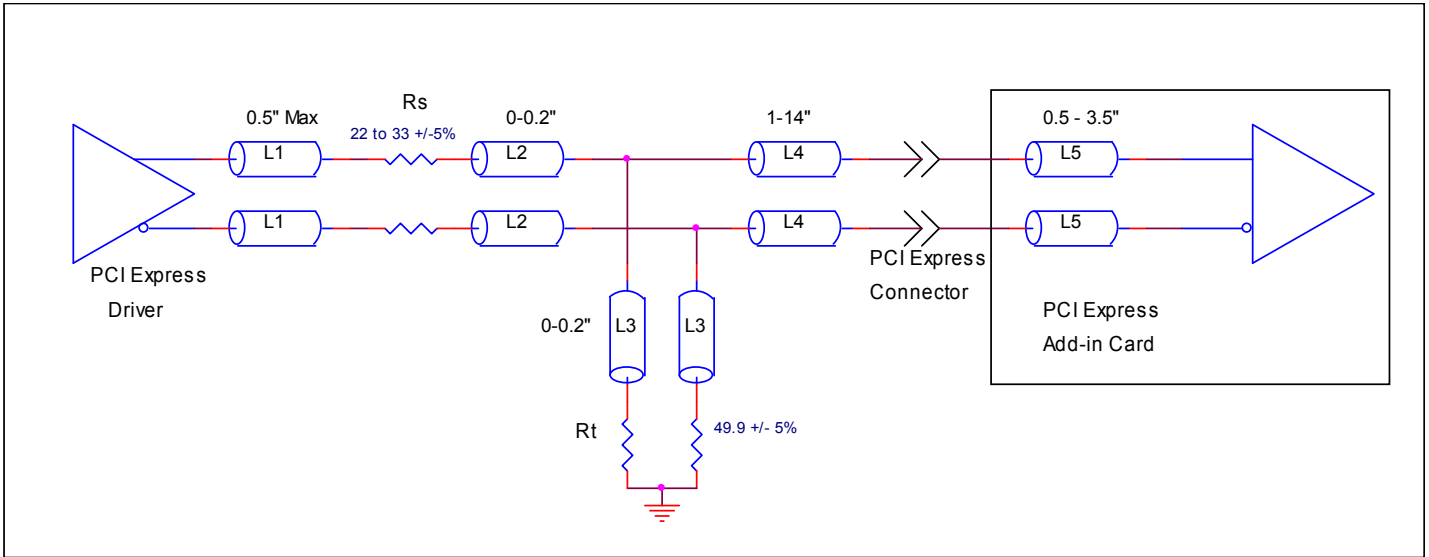 Rs
0.5" Max
22 to 33 +/-5%
0-0.2"
1-14"
0.5 - 3.5"
L1
L2
L4
L5
L1
L2
L4
L5
PCI Express
Driver
PCI Express
Connector
0-0.2"
L3
L3
PCI Express
Add-in Card
Rt
49.9 +/- 5%